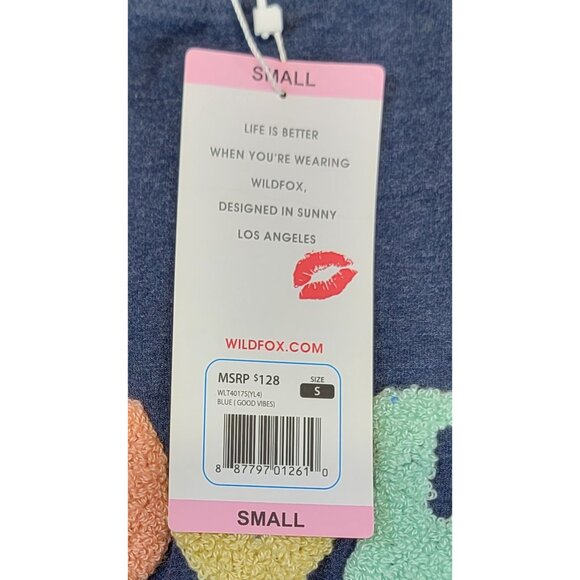 SMALL
LIFE IS BETTER
WHEN YOU'RE WEARING
WILDFOX,
DESIGNED IN SUNNY
LOS ANGELES
WILDFOX.COM
MSRP $128
SIZE
S
WLT40175(YL4)
BLUE ( GOOD VIBES)
8 87797 01261 0
SMALL